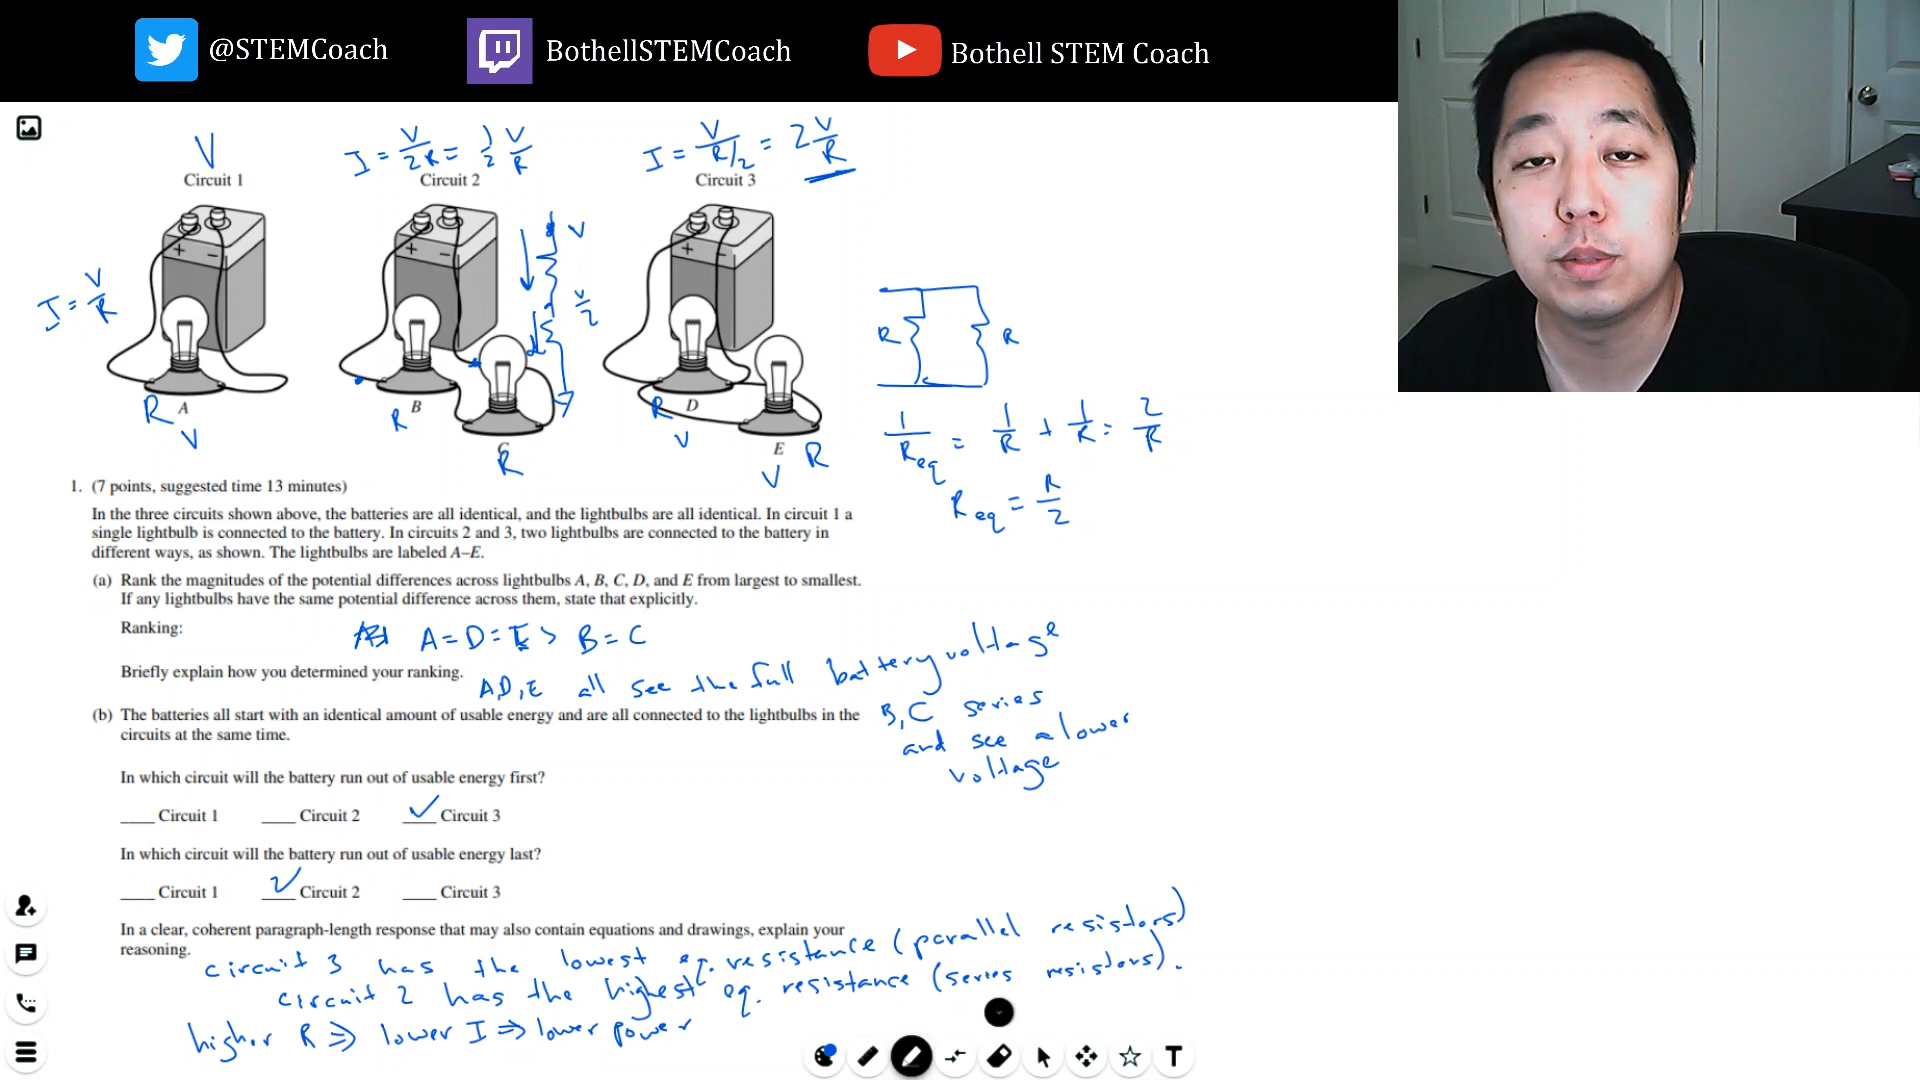 @STEMCoach
BothellSTEMCoach
Bothell STEM Coach
V
I = V/2R = 1/2 V/R
I = V/(R/2) = 2 V/R
Circuit 1
Circuit 2
Circuit 3
+ −
+ −
+ −
V
V/2
I = V/R
R
R
R A
V
R B
R
R D
V
E R
V
1/Req = 1/R + 1/R = 2/R
Req = R/2
1. (7 points, suggested time 13 minutes)
In the three circuits shown above, the batteries are all identical, and the lightbulbs are all identical. In circuit 1 a
single lightbulb is connected to the battery. In circuits 2 and 3, two lightbulbs are connected to the battery in
different ways, as shown. The lightbulbs are labeled A–E.
(a) Rank the magnitudes of the potential differences across lightbulbs A, B, C, D, and E from largest to smallest.
If any lightbulbs have the same potential difference across them, state that explicitly.
Ranking:
A = D = E > B = C
Briefly explain how you determined your ranking.
A,D,E all see the full battery voltage
B,C series
and see a lower
voltage
(b) The batteries all start with an identical amount of usable energy and are all connected to the lightbulbs in the
circuits at the same time.
In which circuit will the battery run out of usable energy first?
____ Circuit 1 ____ Circuit 2 _✓_ Circuit 3
In which circuit will the battery run out of usable energy last?
____ Circuit 1 _✓_ Circuit 2 ____ Circuit 3
In a clear, coherent paragraph-length response that may also contain equations and drawings, explain your
reasoning.
circuit 3 has the lowest eq. resistance (parallel resistors)
circuit 2 has the highest eq. resistance (series resistors).
higher R ⇒ lower I ⇒ lower power
T